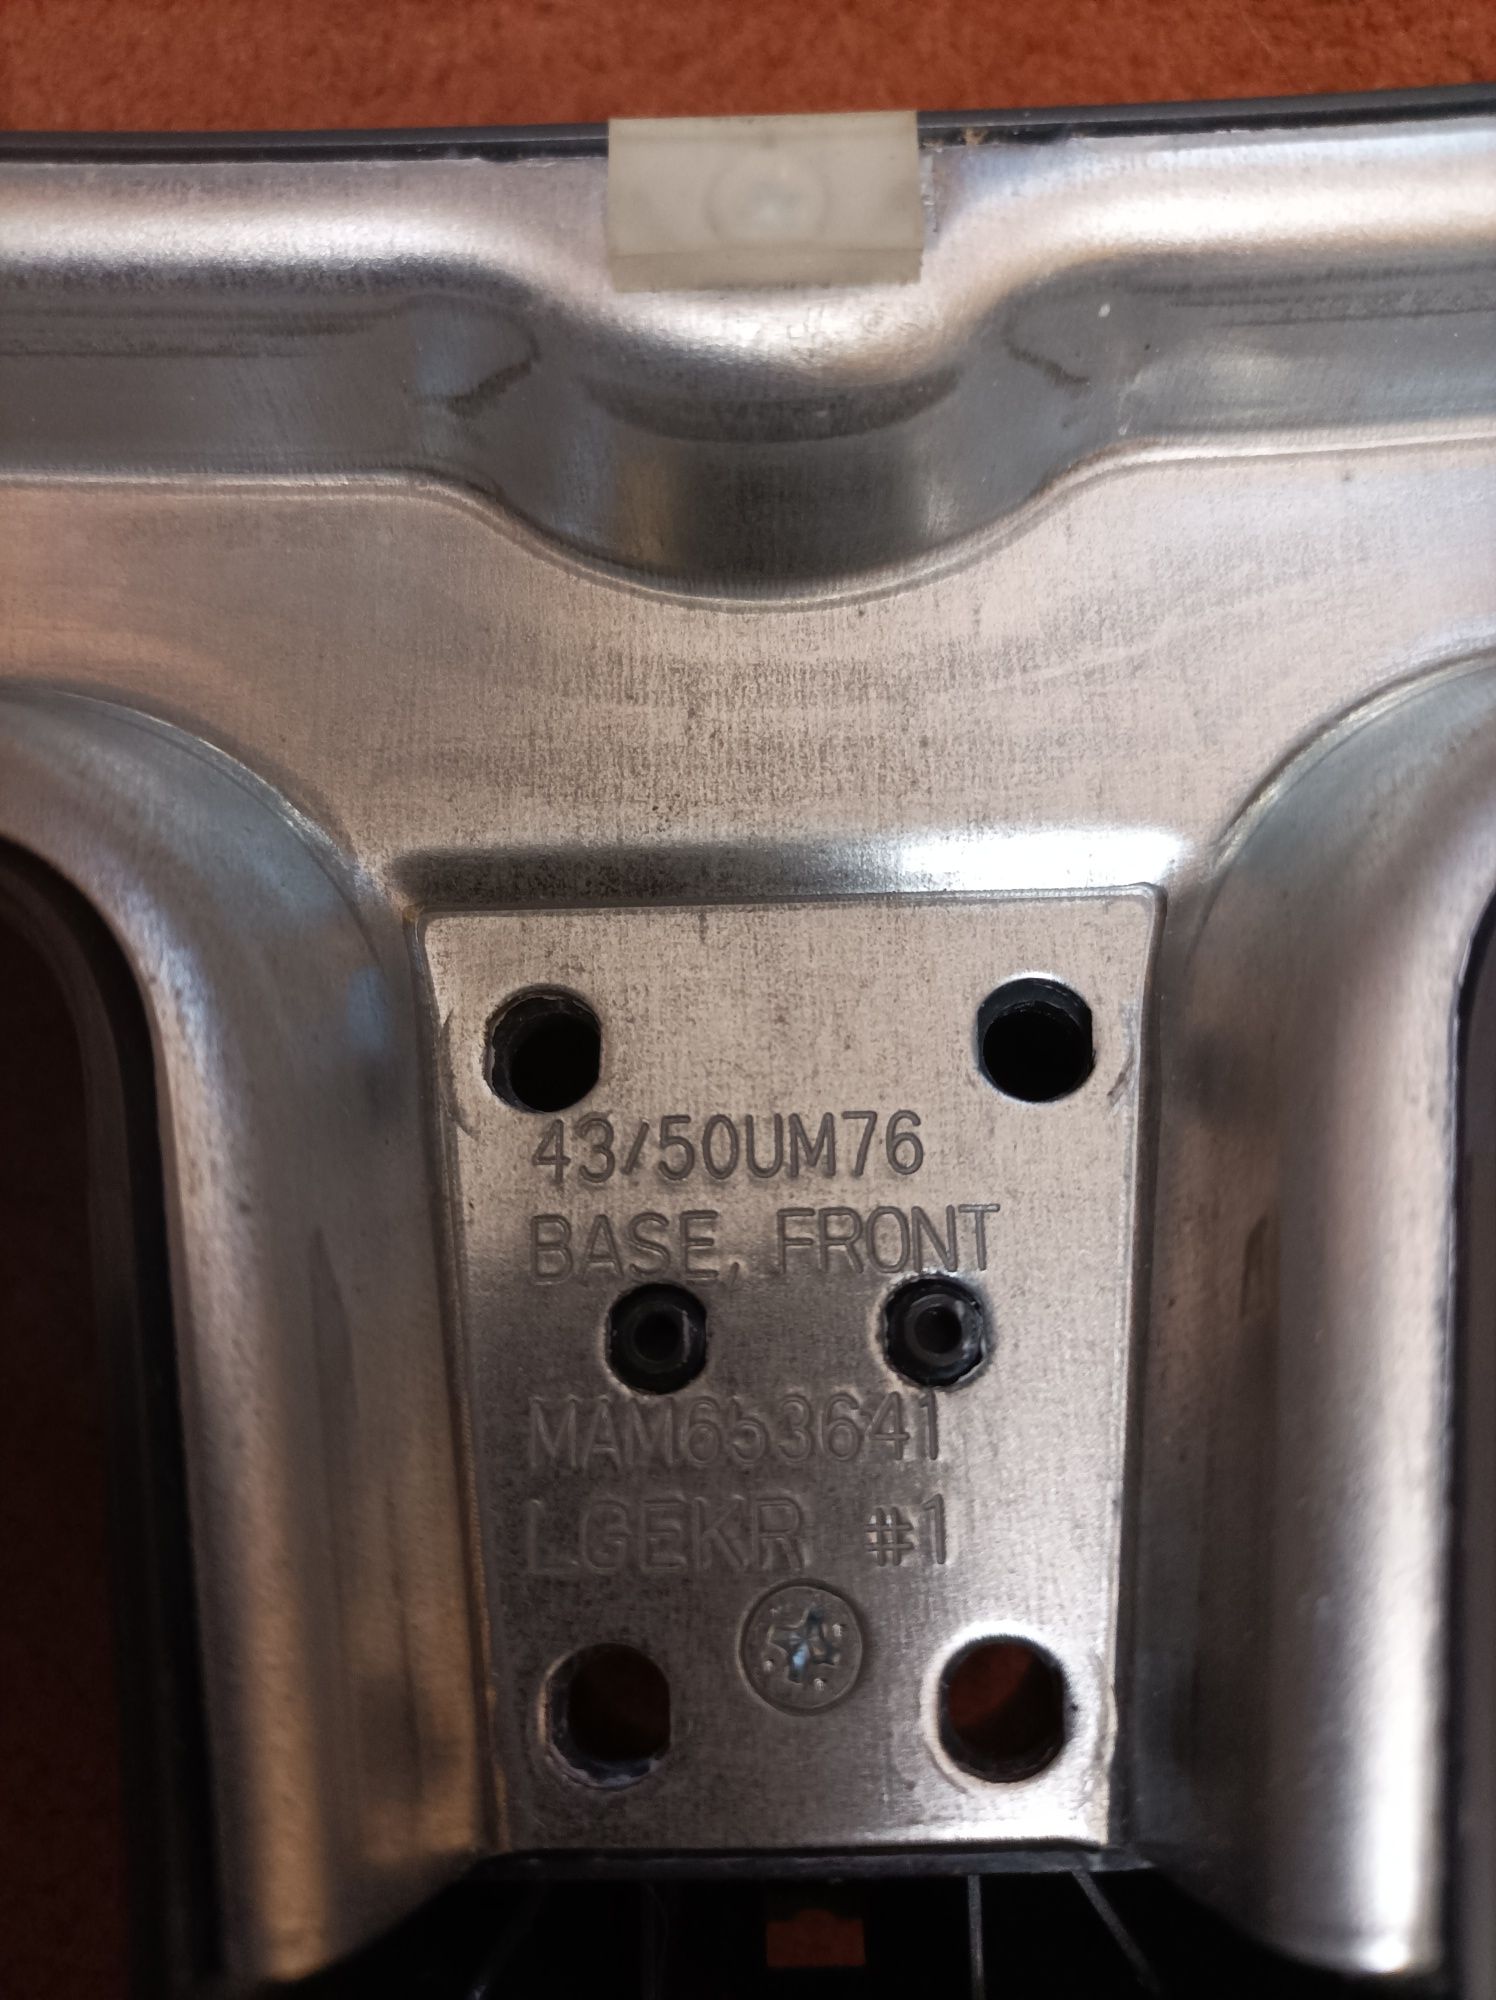 43/50UM76
BASE, FRONT
MAM653641
LGEKR #1